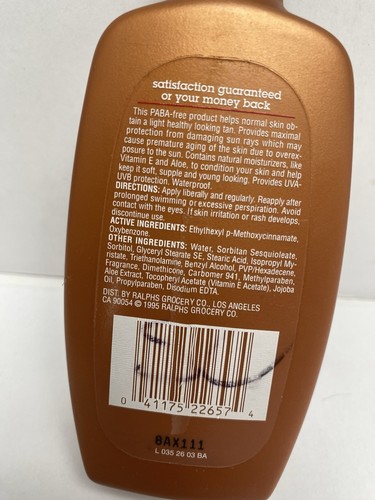 satisfaction guaranteed
or your money back
This PABA-free product helps normal skin ob-
tain a light healthy looking tan. Provides maximal
protection from damaging sun rays which may
cause premature aging of the skin due to overex-
posure to the sun. Contains natural moisturizers, like
Vitamin E and Aloe, to condition your skin and help
keep it soft, supple and young looking. Provides UVA-
UVB protection. Waterproof.
DIRECTIONS: Apply liberally and regularly. Reapply after
prolonged swimming or excessive perspiration. Avoid
contact with the eyes. If skin irritation or rash develops,
discontinue use.
ACTIVE INGREDIENTS: Ethylhexyl p-Methoxycinnamate,
Oxybenzone.
OTHER INGREDIENTS: Water, Sorbitan Sesquioleate,
Sorbitol, Glyceryl Stearate SE, Stearic Acid, Isopropyl My-
ristate, Triethanolamine, Benzyl Alcohol, PVP/Hexadecene,
Fragrance, Dimethicone, Carbomer 941, Methylparaben,
Aloe Extract, Tocophenyl Acetate (Vitamin E Acetate), Jojoba
Oil, Propylparaben, Disodium EDTA.
DIST. BY RALPHS GROCERY CO., LOS ANGELES
CA 90054 © 1995 RALPHS GROCERY CO.
0 41175 22657 4
8AX111
L 035 26 03 BA